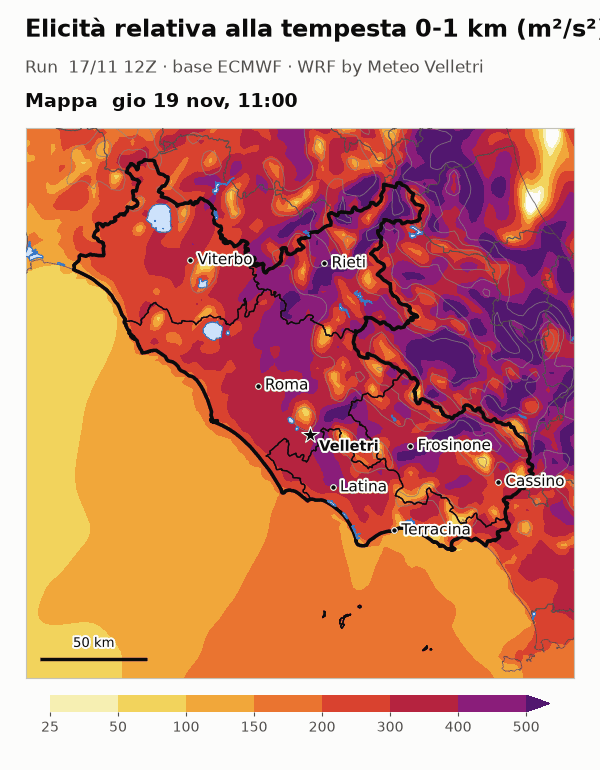 Elicità relativa alla tempesta 0-1 km (m²/s²)
Run 17/11 12Z · base ECMWF · WRF by Meteo Velletri
Mappa gio 19 nov, 11:00
Viterbo
Rieti
Roma
Velletri
Frosinone
Latina
Cassino
Terracina
50 km
25 50 100 150 200 300 400 500